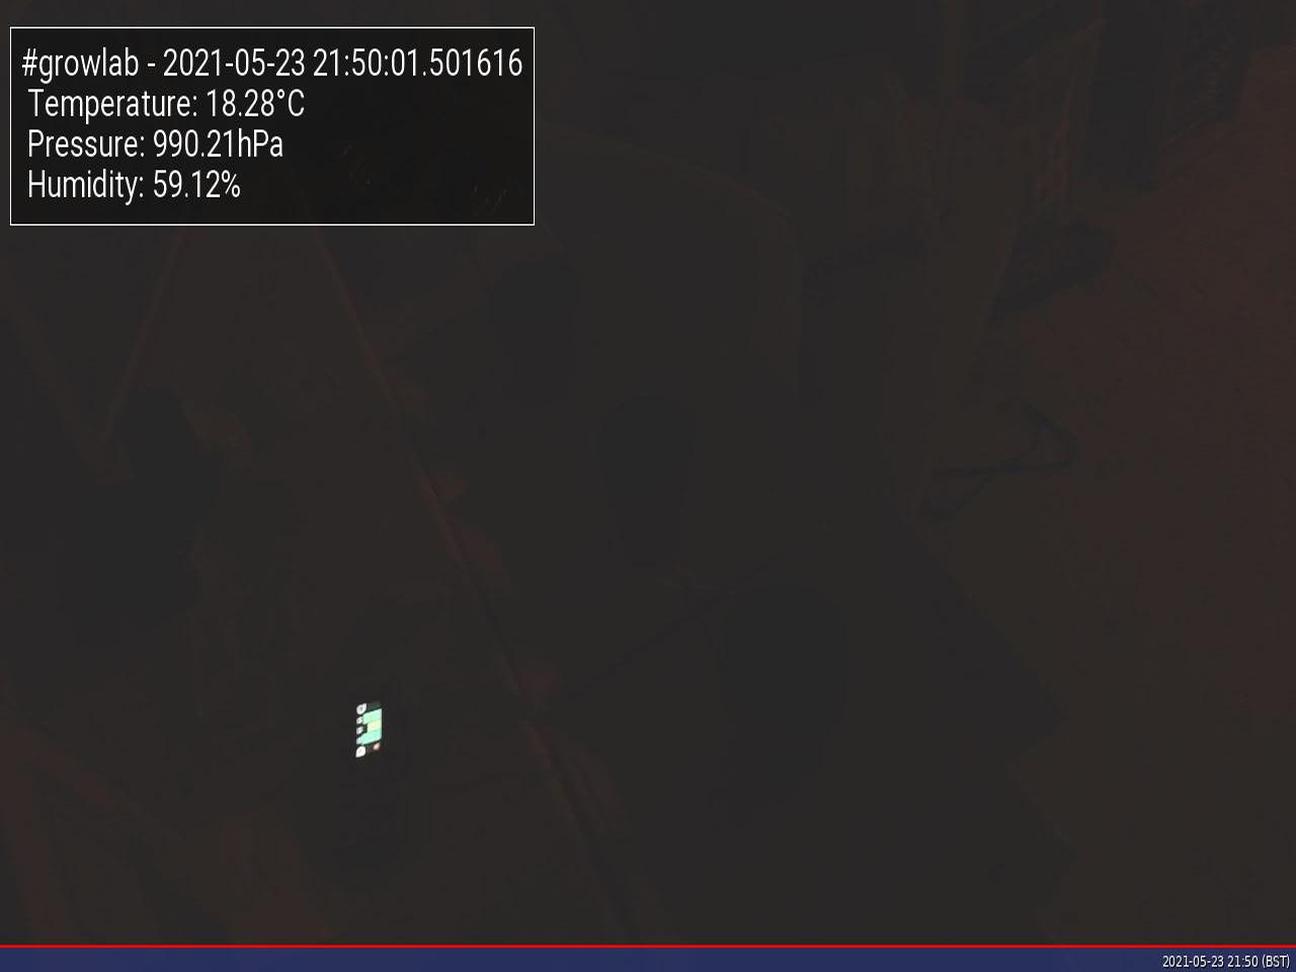 #growlab - 2021-05-23 21:50:01.501616
Temperature: 18.28°C
Pressure: 990.21hPa
Humidity: 59.12%
2021-05-23 21:50 (BST)